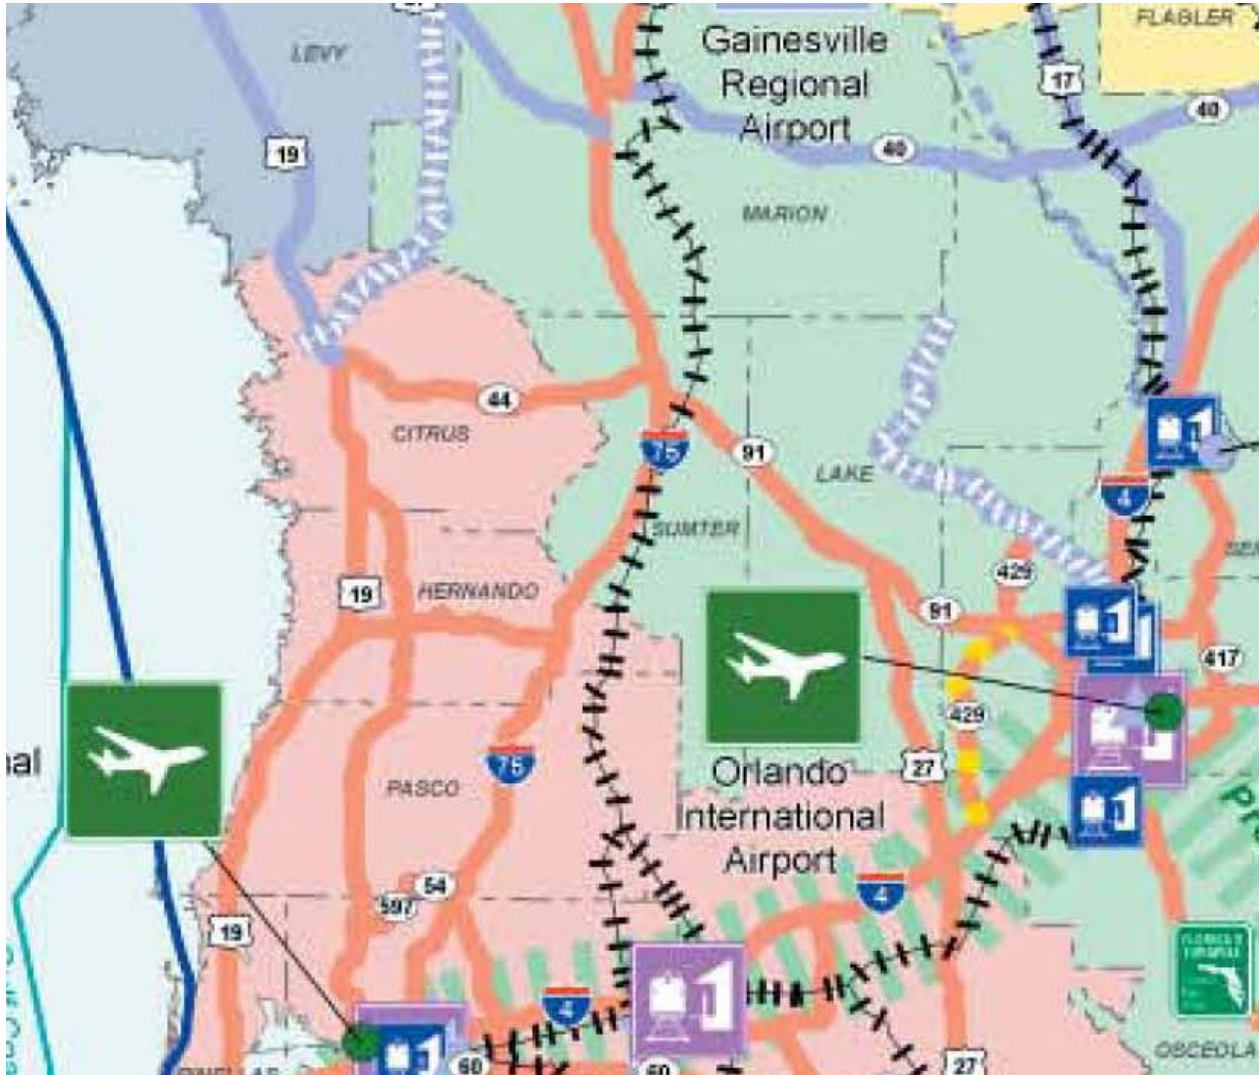 FLAGLER
Gainesville
Regional
Airport
LEVY
17
40
40
19
MARION
44
CITRUS
75
91
LAKE
4
SUMTER
429
19
HERNANDO
91
417
429
75
27
PASCO
Orlando
International
Airport
54
597
4
19
4
60
60
27
OSCEOLA